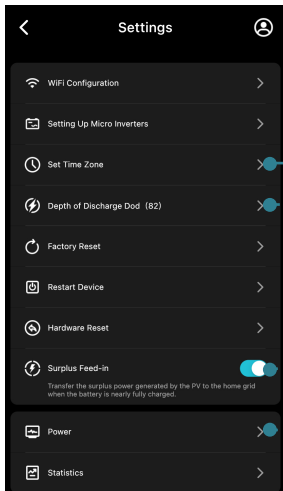 Settings
WiFi Configuration
Setting Up Micro Inverters
Set Time Zone
Depth of Discharge Dod (82)
Factory Reset
Restart Device
Hardware Reset
Surplus Feed-in
Transfer the surplus power generated by the PV to the home grid
when the battery is nearly fully charged.
Power
Statistics